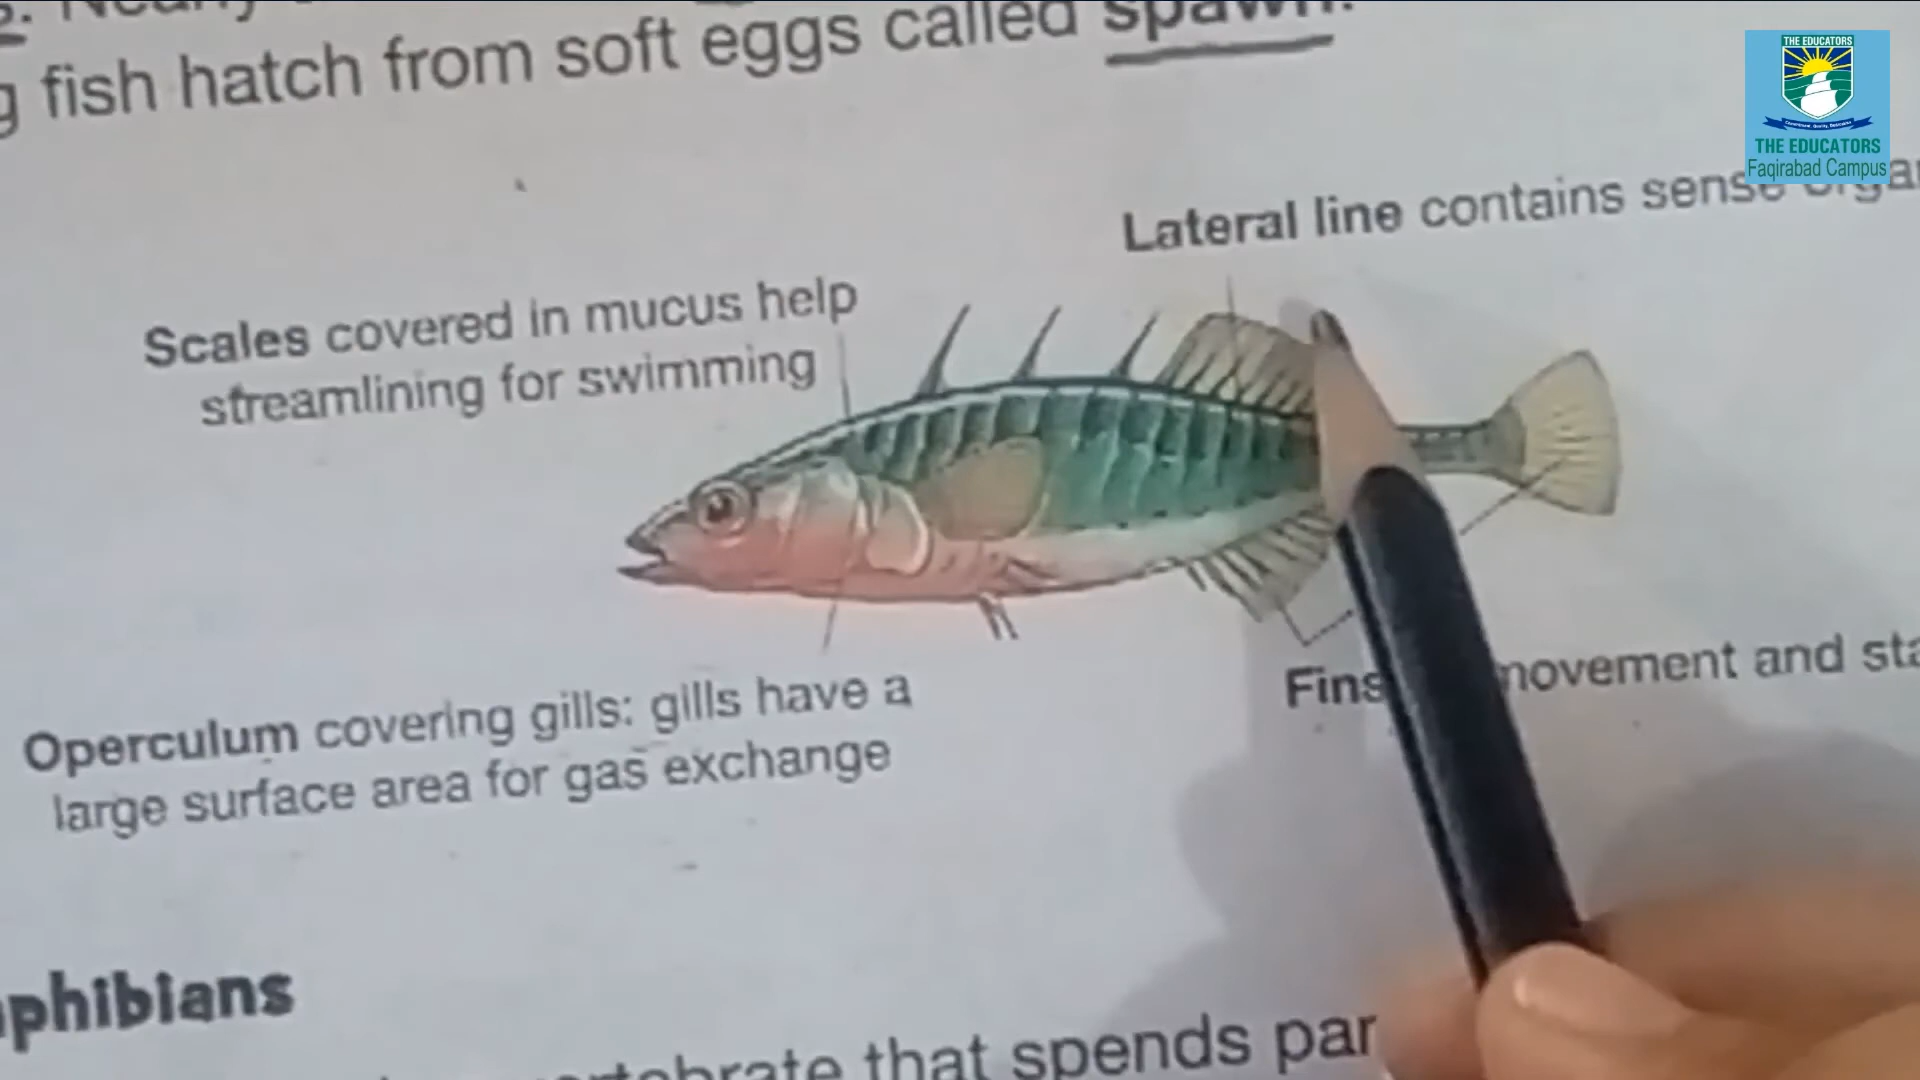 fish hatch from soft eggs called spawn.
THE EDUCATORS
THE EDUCATORS
Faqirabad Campus
Lateral line contains sense
Scales covered in mucus help
streamlining for swimming
Fins movement and
Operculum covering gills: gills have a
large surface area for gas exchange
phibians
that spends